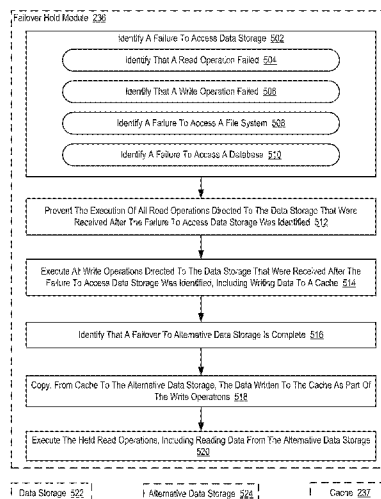 Failover Hold Module 236
Identify A Failure To Access Data Storage 502
Identify That A Read Operation Failed 504
Identify That A Write Operation Failed 506
Identify A Failure To Access A File System 508
Identify A Failure To Access A Database 510
Prevent The Execution Of All Read Operations Directed To The Data Storage That Were
Received After The Failure To Access Data Storage Was Identified 512
Execute All Write Operations Directed To The Data Storage That Were Received After The
Failure To Access Data Storage Was Identified, Including Writing Data To A Cache 514
Identify That A Failover To Alternative Data Storage Is Complete 516
Copy, From Cache To The Alternative Data Storage, The Data Written To The Cache As Part Of
The Write Operations 518
Execute The Held Read Operations, Including Reading Data From The Alternative Data Storage
520
Data Storage 522
Alternative Data Storage 524
Cache 237